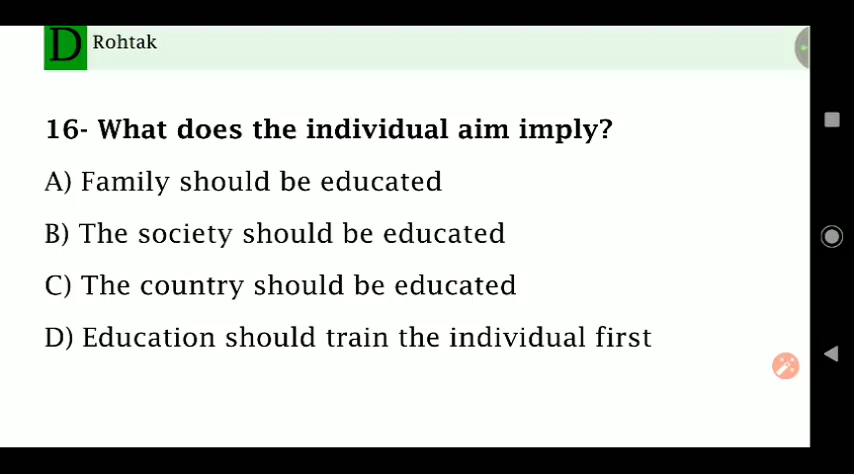 D Rohtak
16- What does the individual aim imply?
A) Family should be educated
B) The society should be educated
C) The country should be educated
D) Education should train the individual first